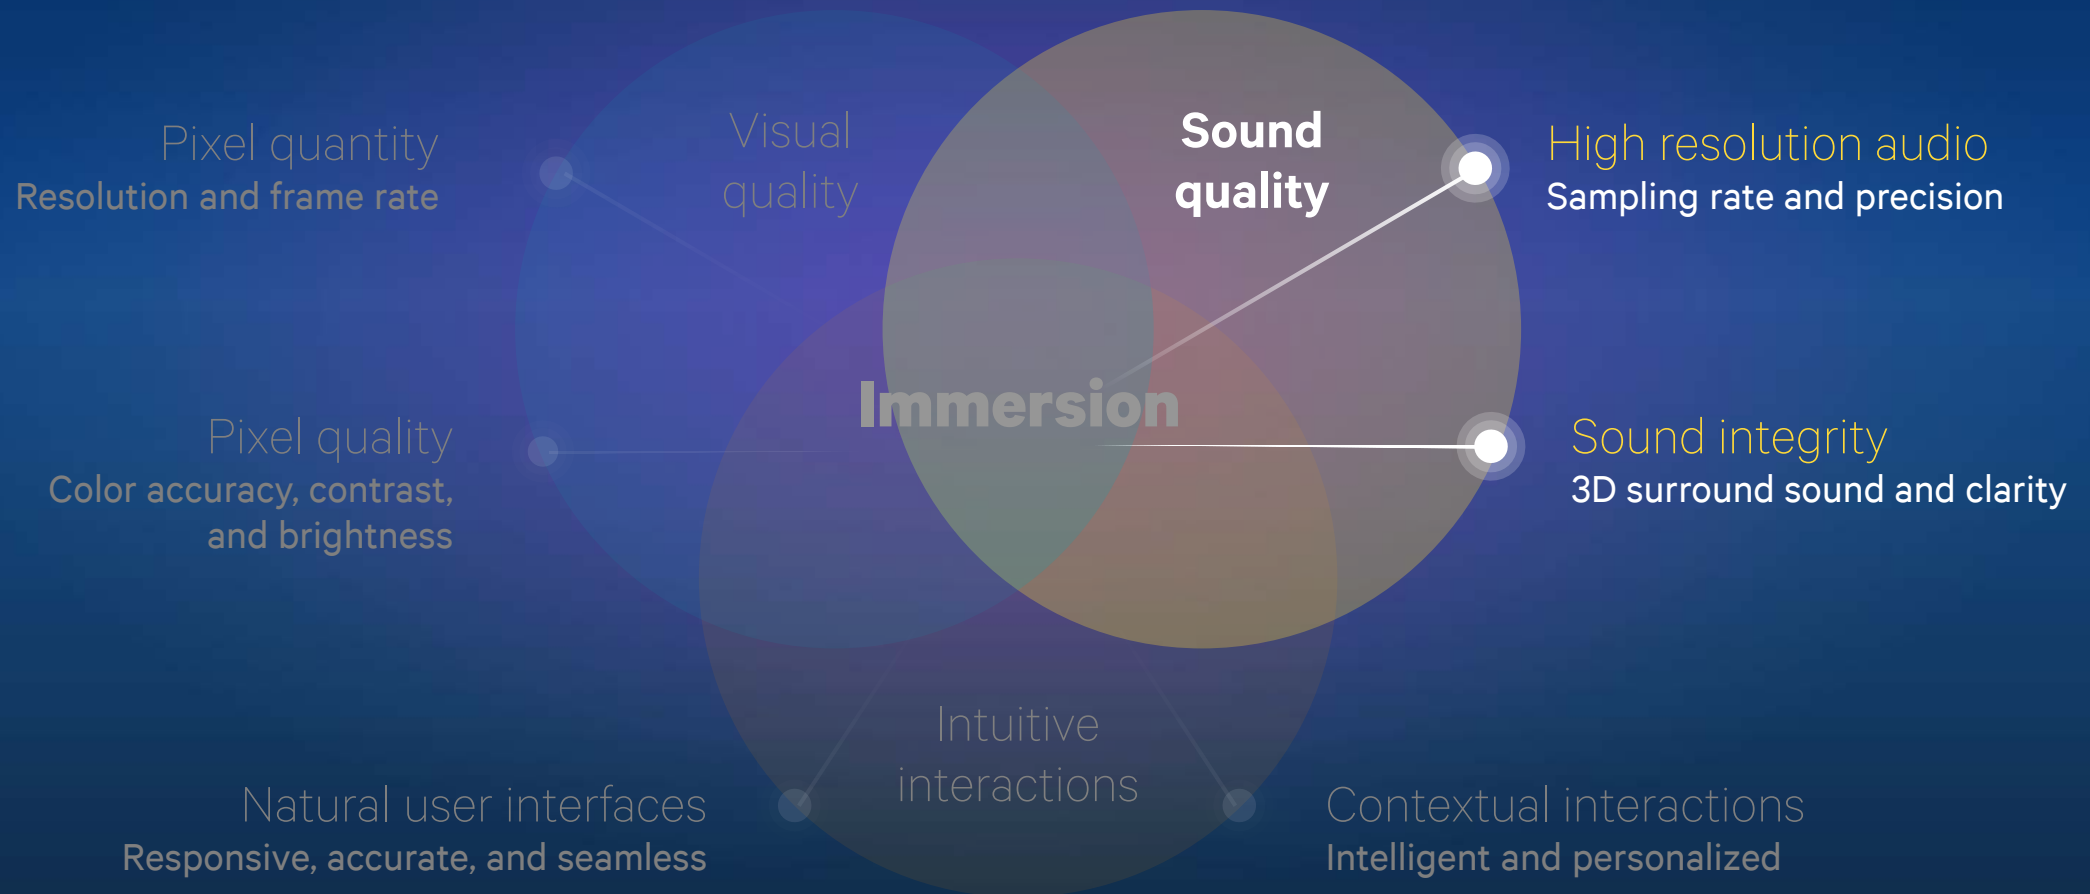 Pixel quantity
Resolution and frame rate
Visual
quality
Sound
quality
High resolution audio
Sampling rate and precision
Immersion
Pixel quality
Color accuracy, contrast,
and brightness
Sound integrity
3D surround sound and clarity
Intuitive
interactions
Natural user interfaces
Responsive, accurate, and seamless
Contextual interactions
Intelligent and personalized